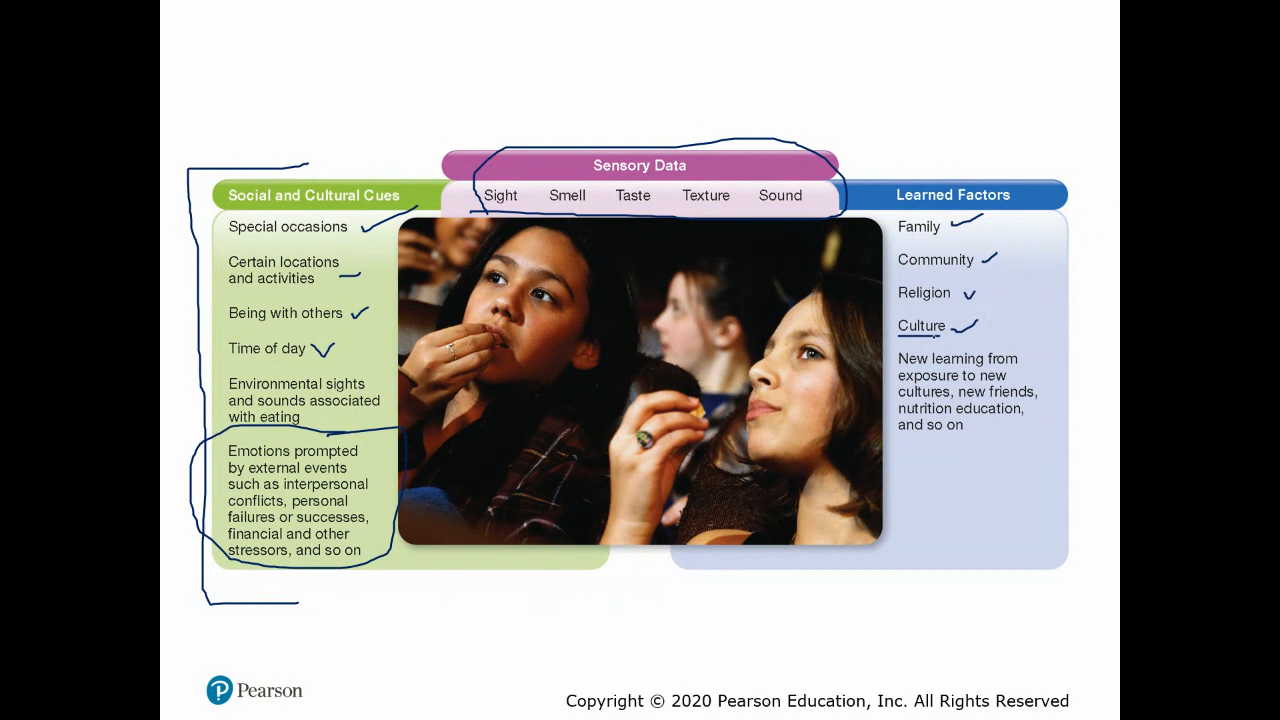 Sensory Data
Sight Smell Taste Texture Sound
Social and Cultural Cues
Special occasions
Certain locations
and activities
Being with others
Time of day
Environmental sights
and sounds associated
with eating
Emotions prompted
by external events
such as interpersonal
conflicts, personal
failures or successes,
financial and other
stressors, and so on
Learned Factors
Family
Community
Religion
Culture
New learning from
exposure to new
cultures, new friends,
nutrition education,
and so on
Pearson
Copyright © 2020 Pearson Education, Inc. All Rights Reserved